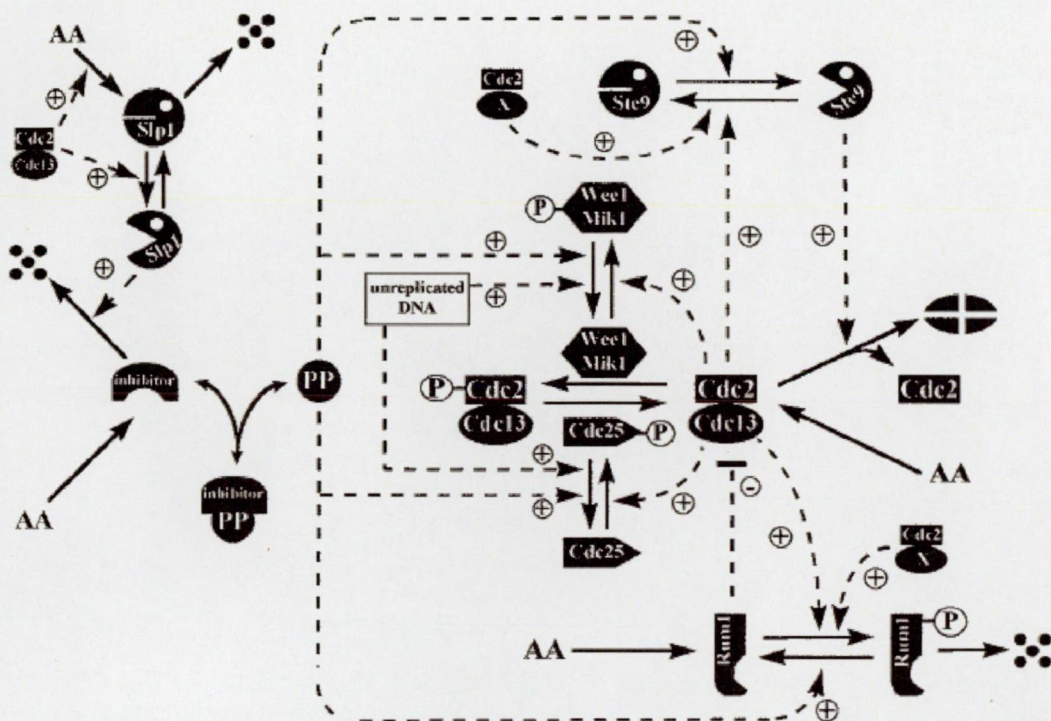 AA
Slp1
Cdc2
Cdc13
Slp1
inhibitor
AA
inhibitor
PP
PP
Cdc2
X
Ste9
Ste9
P
Wee1
Mik1
unreplicated
DNA
Wee1
Mik1
P
Cdc2
Cdc13
Cdc25
P
Cdc25
Cdc2
Cdc13
Cdc2
AA
Cdc2
X
AA
Rum1
Rum1
P